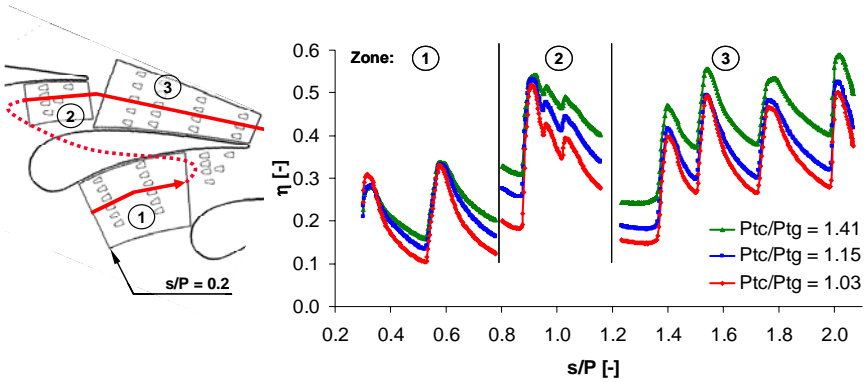 3
2
1
s/P = 0.2
Zone: 1 2 3
η [-]
0.6
0.5
0.4
0.3
0.2
0.1
0.0
Ptc/Ptg = 1.41
Ptc/Ptg = 1.15
Ptc/Ptg = 1.03
0.2 0.4 0.6 0.8 1.0 1.2 1.4 1.6 1.8 2.0
s/P [-]